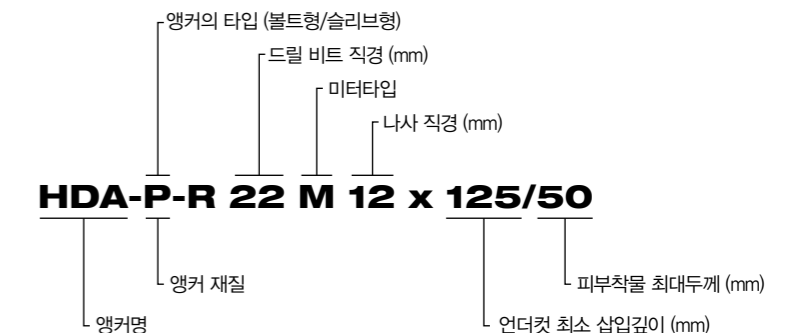 앵커의 타입 (볼트형/슬리브형)
드릴 비트 직경 (mm)
미터타입
나사 직경 (mm)
HDA-P-R 22 M 12 x 125/50
앵커 재질
피부착물 최대두께 (mm)
앵커명
언더컷 최소 삽입깊이 (mm)